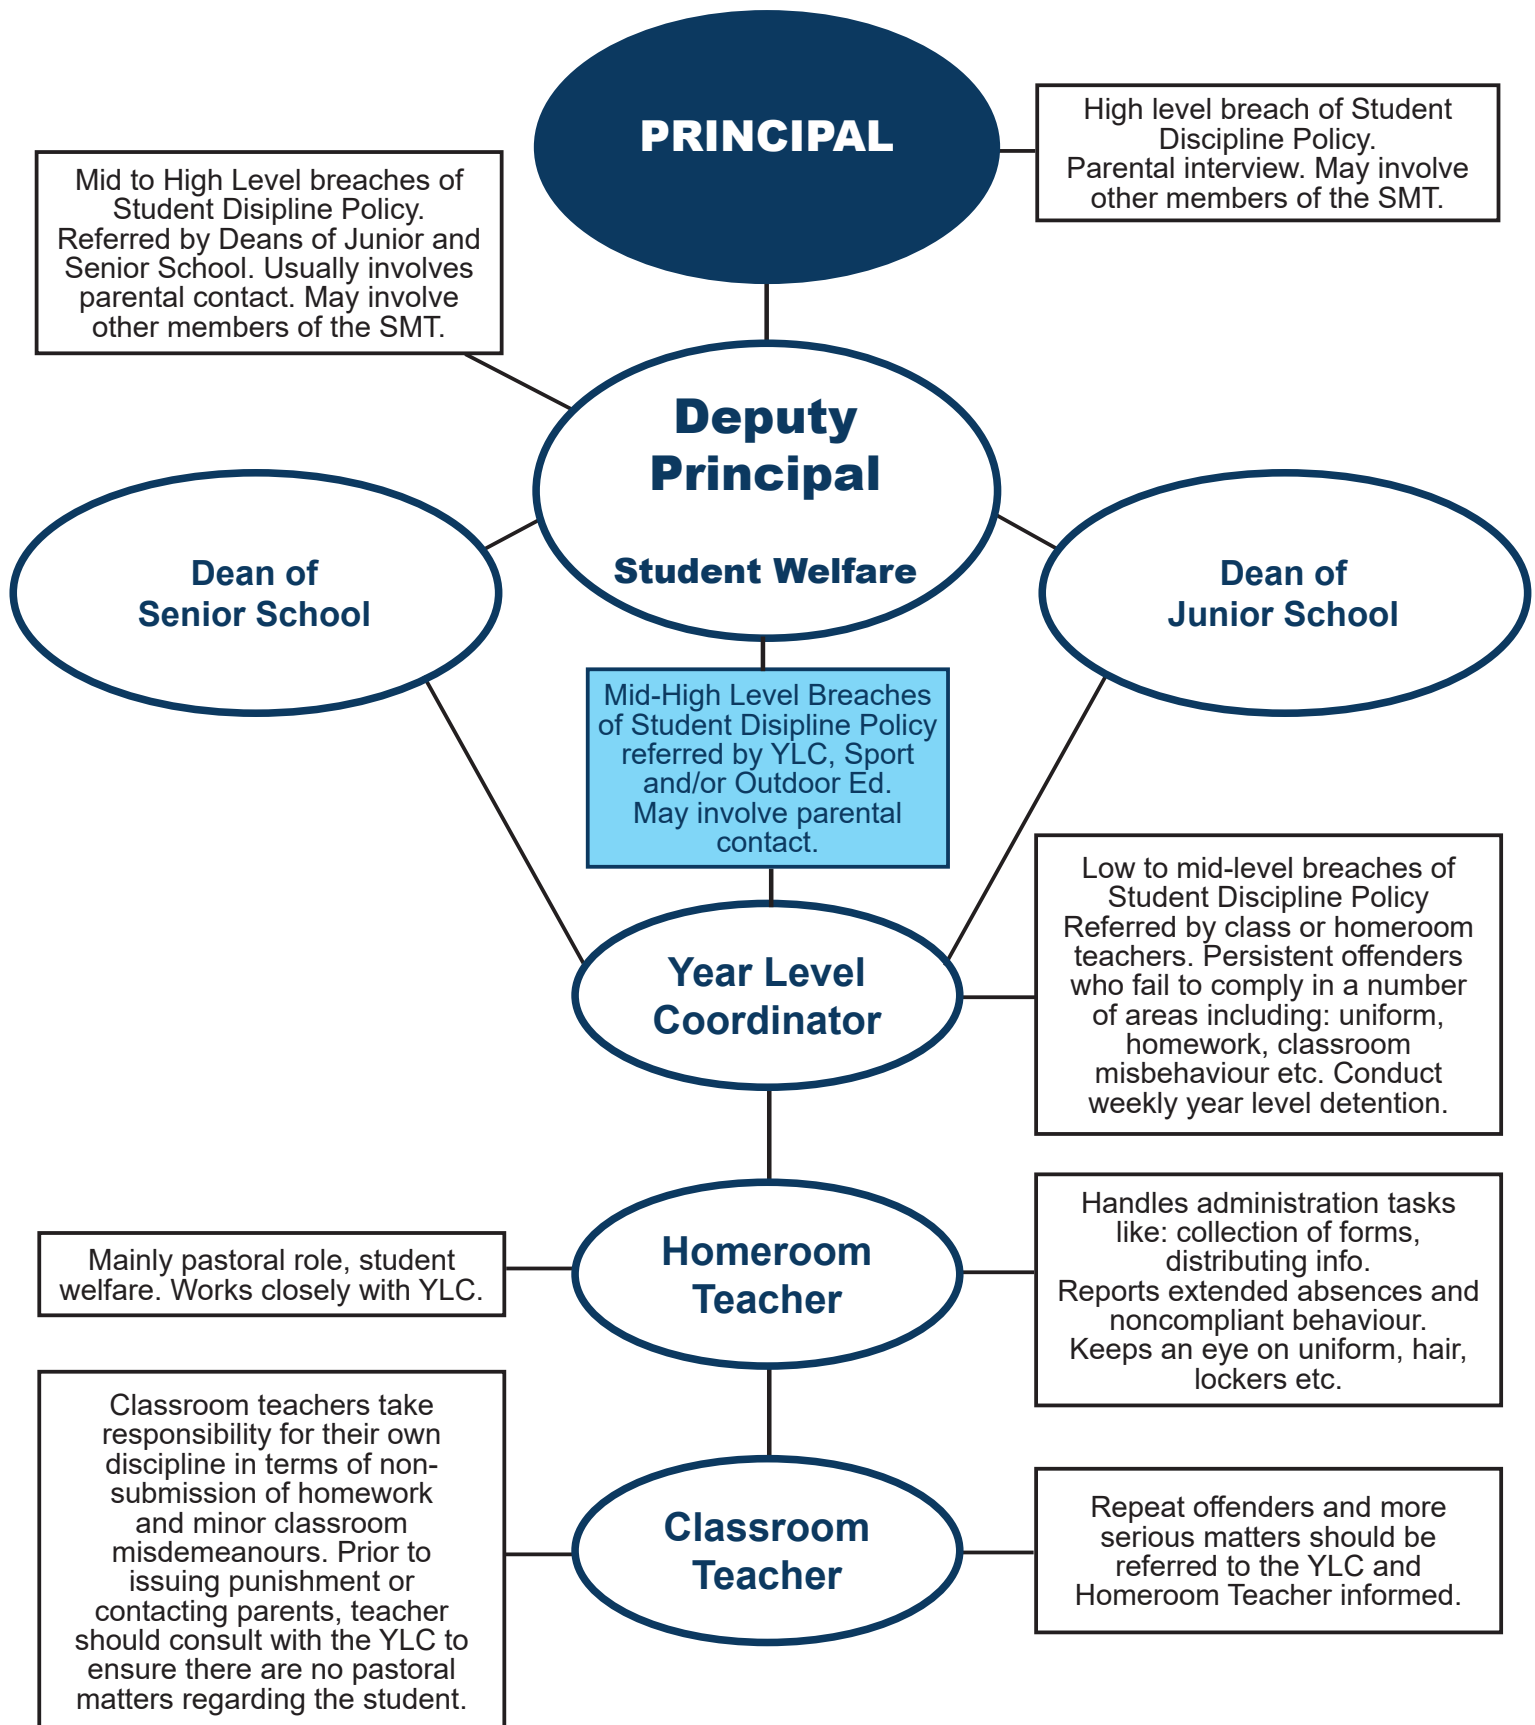 PRINCIPAL
High level breach of Student
Discipline Policy.
Parental interview. May involve
other members of the SMT.
Mid to High Level breaches of
Student Disipline Policy.
Referred by Deans of Junior and
Senior School. Usually involves
parental contact. May involve
other members of the SMT.
Deputy
Principal
Student Welfare
Dean of
Senior School
Dean of
Junior School
Mid-High Level Breaches
of Student Disipline Policy
referred by YLC, Sport
and/or Outdoor Ed.
May involve parental
contact.
Year Level
Coordinator
Low to mid-level breaches of
Student Discipline Policy
Referred by class or homeroom
teachers. Persistent offenders
who fail to comply in a number
of areas including: uniform,
homework, classroom
misbehaviour etc. Conduct
weekly year level detention.
Mainly pastoral role, student
welfare. Works closely with YLC.
Homeroom
Teacher
Handles administration tasks
like: collection of forms,
distributing info.
Reports extended absences and
noncompliant behaviour.
Keeps an eye on uniform, hair,
lockers etc.
Classroom teachers take
responsibility for their own
discipline in terms of non-
submission of homework
and minor classroom
misdemeanours. Prior to
issuing punishment or
contacting parents, teacher
should consult with the YLC to
ensure there are no pastoral
matters regarding the student.
Classroom
Teacher
Repeat offenders and more
serious matters should be
referred to the YLC and
Homeroom Teacher informed.